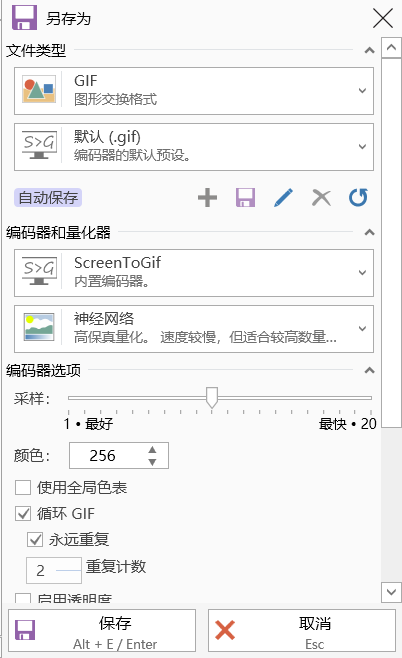 另存为
文件类型
GIF
图形交换格式
S>G
默认 (.gif)
编码器的默认预设。
自动保存
编码器和量化器
S>G
ScreenToGif
内置编码器。
神经网络
高保真量化。 速度较慢，但适合较高数量...
编码器选项
采样：
1 • 最好
最快 • 20
颜色：
256
使用全局色表
循环 GIF
永远重复
2
重复计数
启用透明度
保存
Alt + E / Enter
取消
Esc